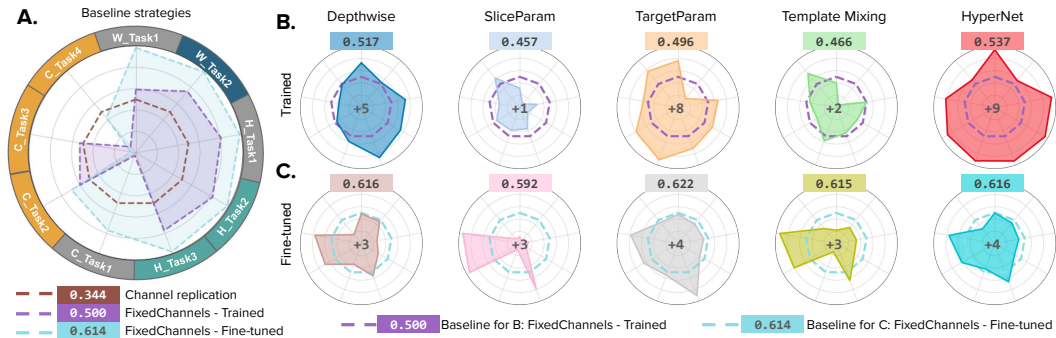 A.
Baseline strategies
W_Task1
W_Task2
H_Task1
H_Task2
H_Task3
C_Task1
C_Task2
C_Task3
C_Task4
0.344 Channel replication
0.500 FixedChannels - Trained
0.614 FixedChannels - Fine-tuned
B.
Depthwise SliceParam TargetParam Template Mixing HyperNet
0.517 0.457 0.496 0.466 0.537
Trained
+5 +1 +8 +2 +9
C.
0.616 0.592 0.622 0.615 0.616
Fine-tuned
+3 +3 +4 +3 +4
0.500 Baseline for B: FixedChannels - Trained
0.614 Baseline for C: FixedChannels - Fine-tuned